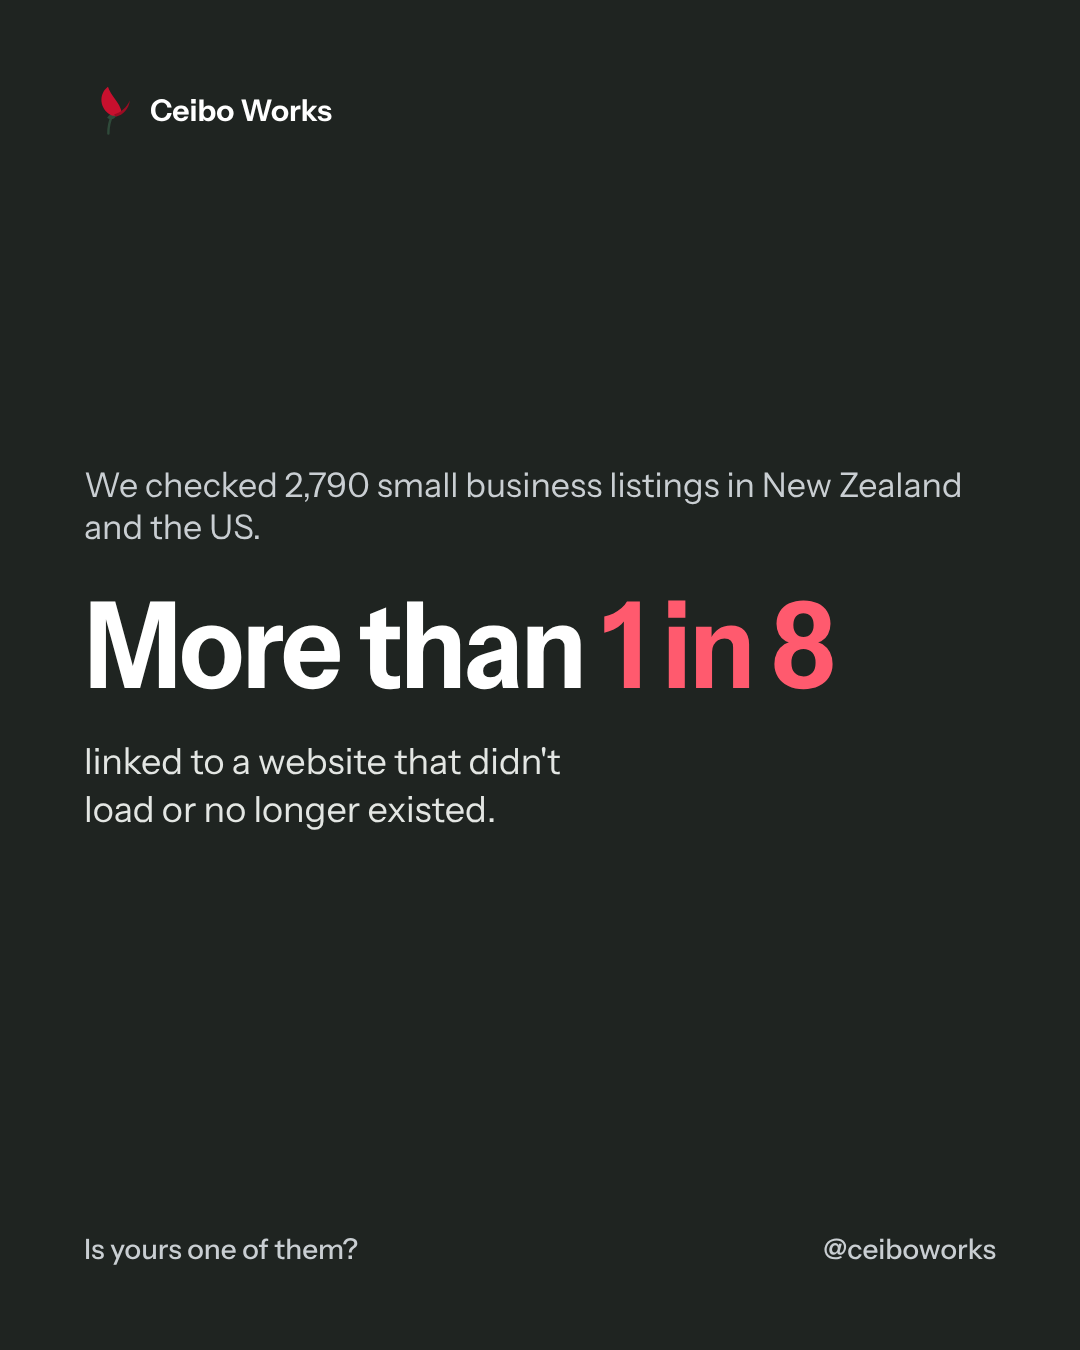 Ceibo Works
We checked 2,790 small business listings in New Zealand
and the US.
More than 1 in 8
linked to a website that didn't
load or no longer existed.
Is yours one of them?
@ceiboworks